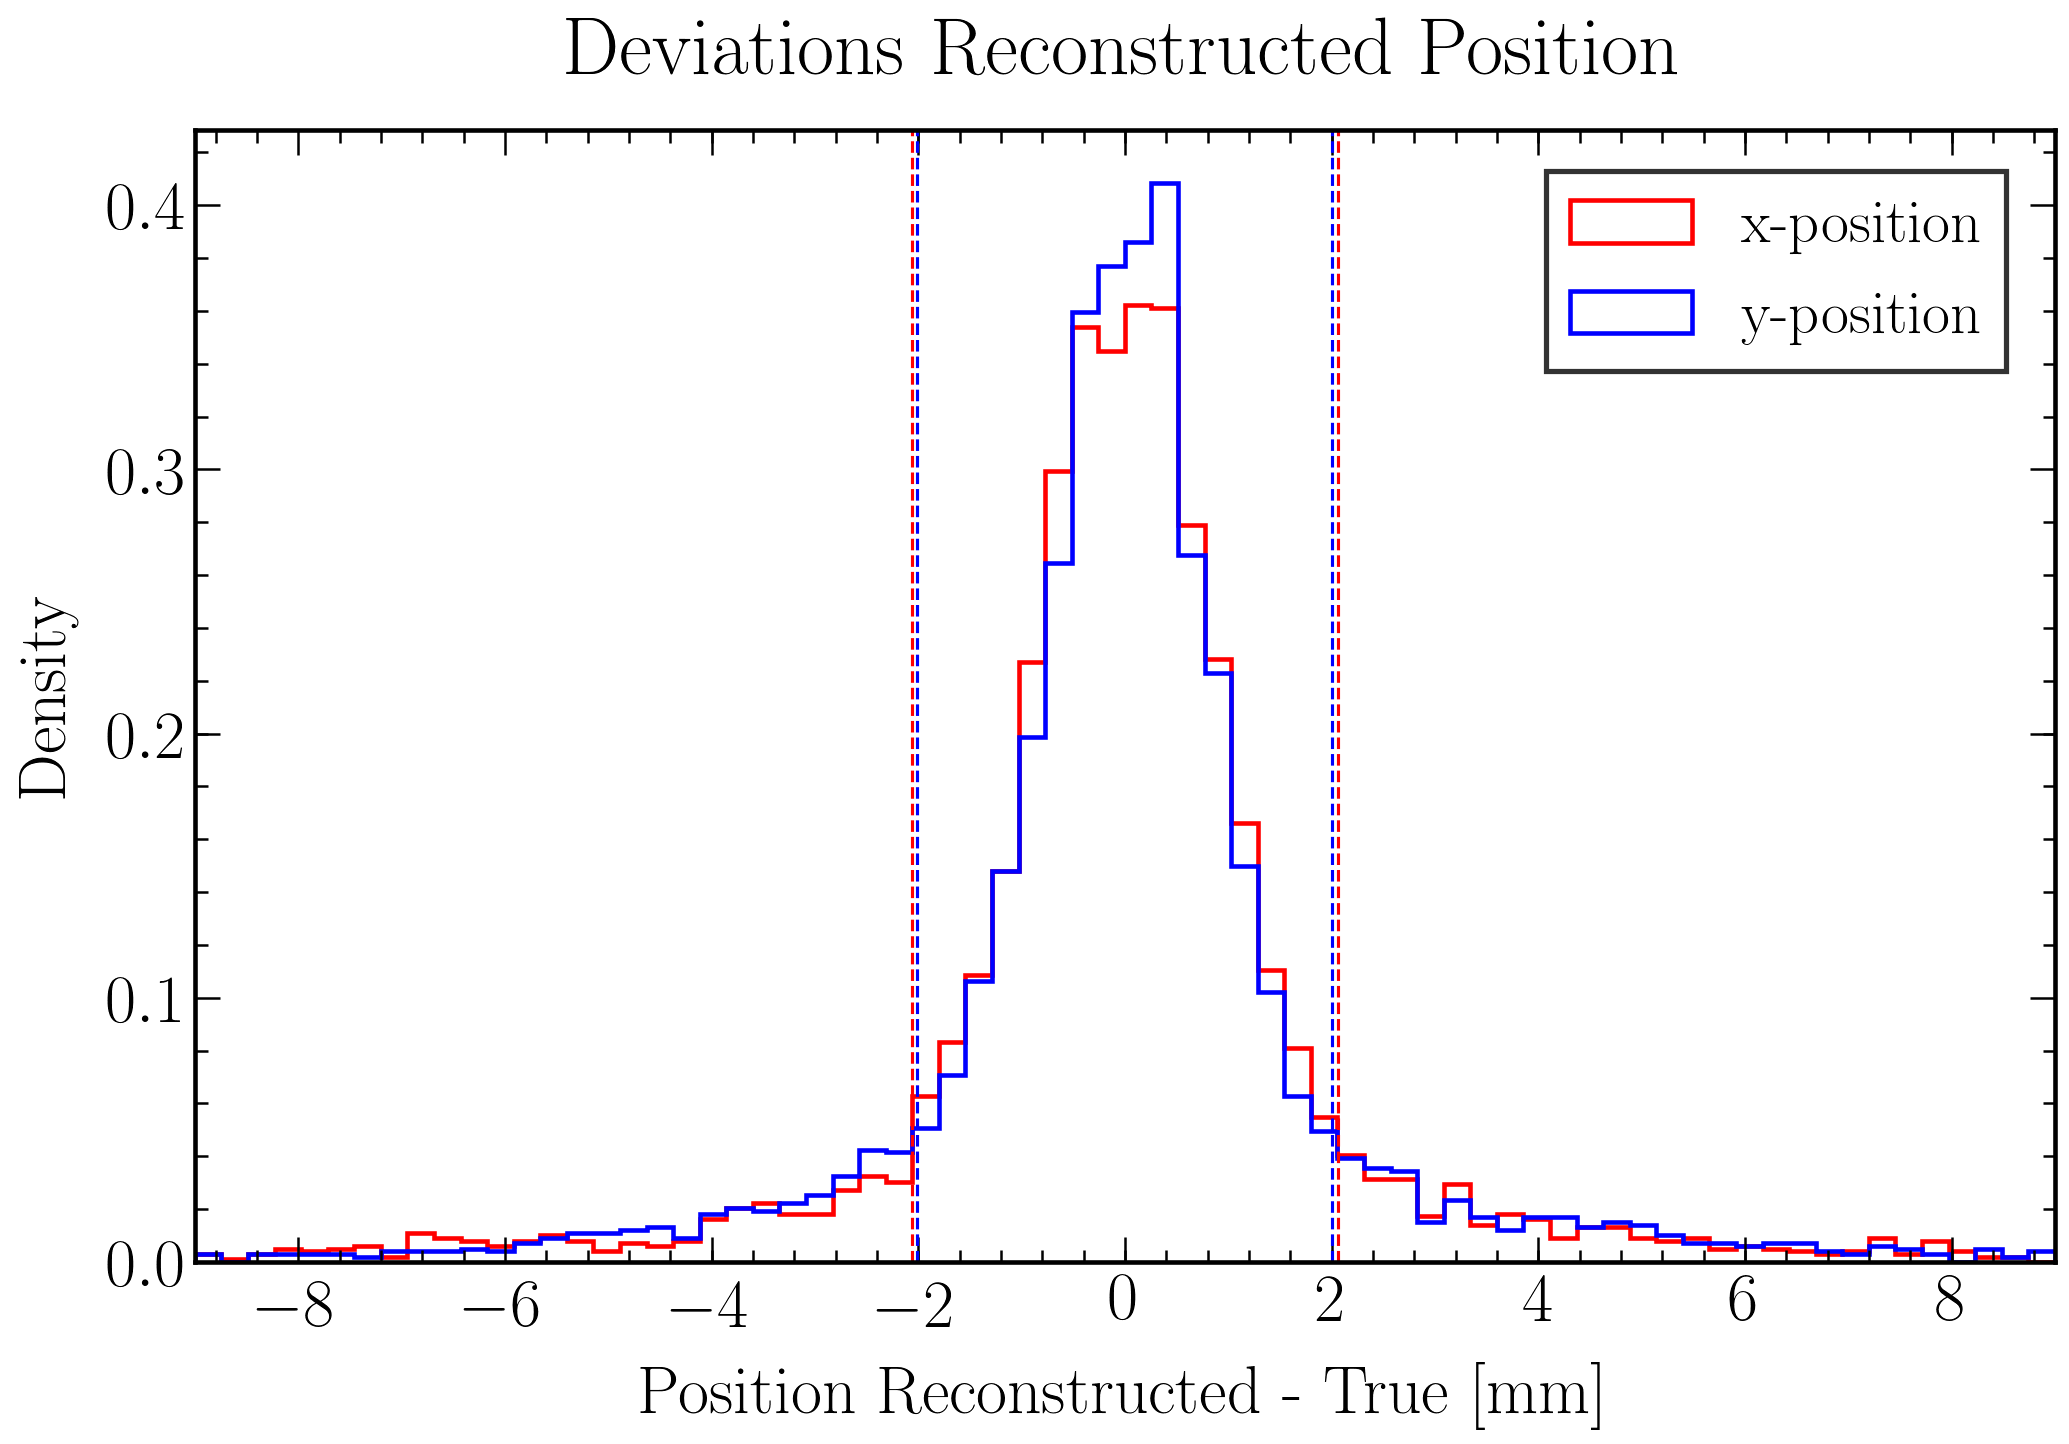 Deviations Reconstructed Position
x-position
y-position
Density
0.4
0.3
0.2
0.1
0.0
−8 −6 −4 −2 0 2 4 6 8
Position Reconstructed - True [mm]